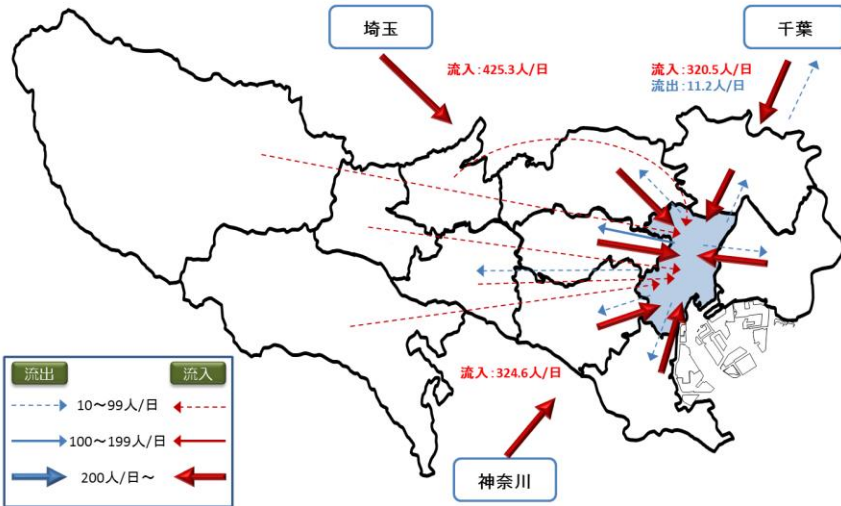 埼玉
千葉
流入:425.3人/日
流入:320.5人/日
流出:11.2人/日
流入:324.6人/日
神奈川
流出
流入
10～99人/日
100～199人/日
200人/日～